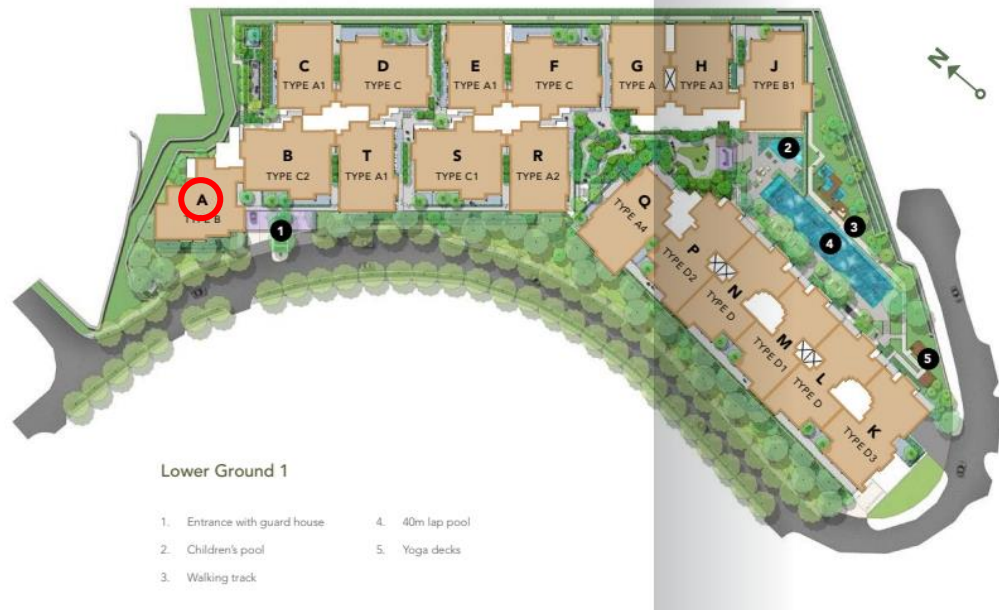 N
C
TYPE A1
D
TYPE C
E
TYPE A1
F
TYPE C
G
TYPE A
H
TYPE A3
J
TYPE B1
A
TYPE B
B
TYPE C2
T
TYPE A1
S
TYPE C1
R
TYPE A2
Q
TYPE A4
P
TYPE D2
N
TYPE D
M
TYPE D1
L
TYPE D
K
TYPE D3
1
2
3
4
5
Lower Ground 1
1. Entrance with guard house
2. Children's pool
3. Walking track
4. 40m lap pool
5. Yoga decks